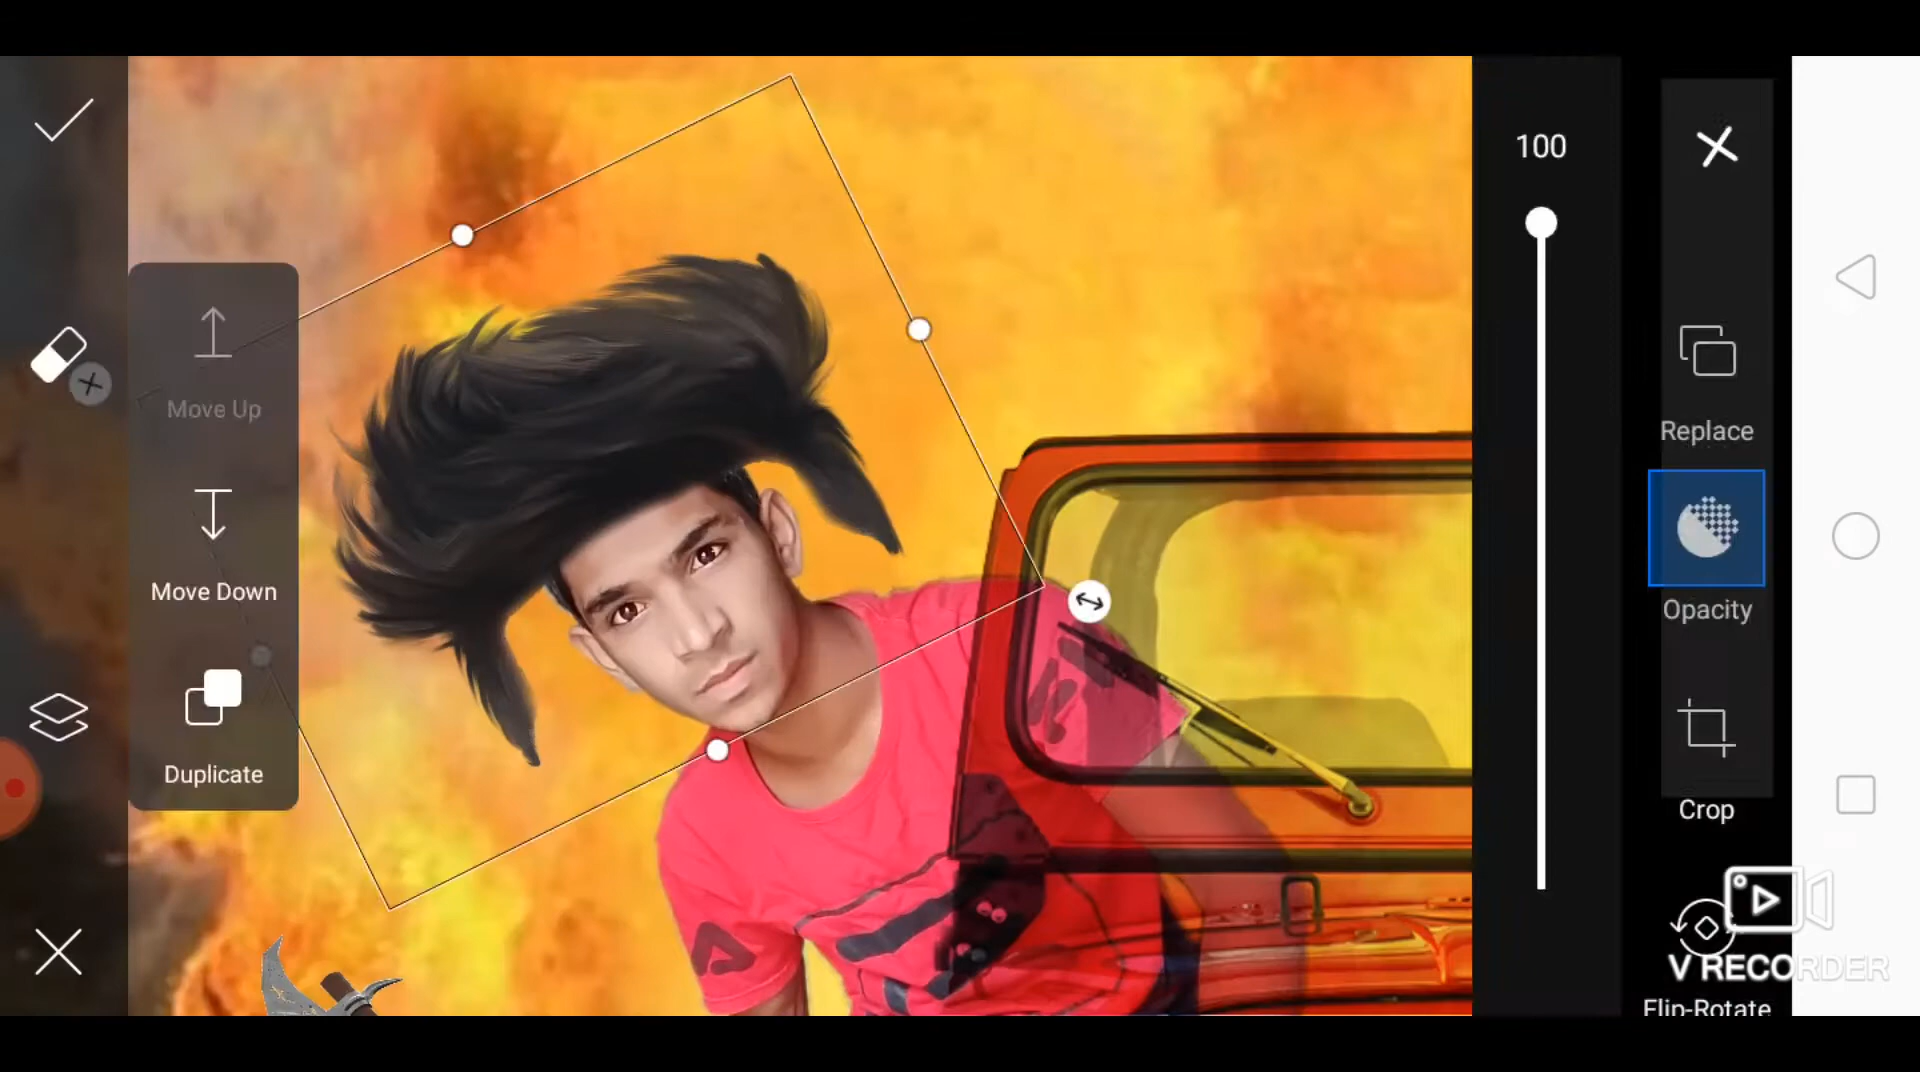 100
Move Up
Replace
Move Down
Opacity
Duplicate
Crop
V RECORDER
Flip-Rotate